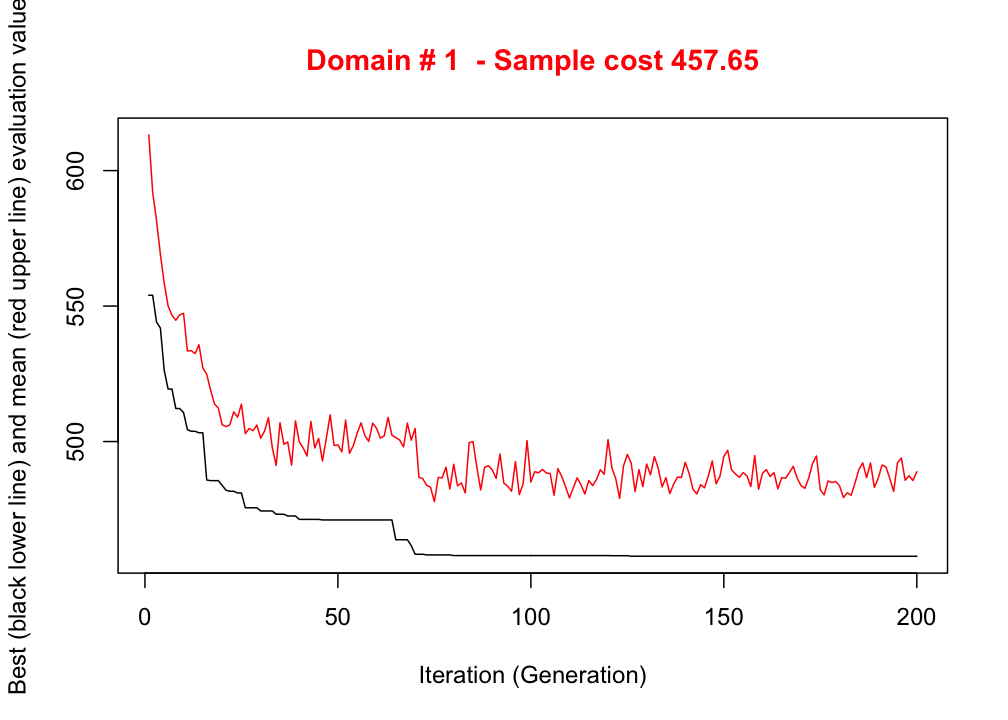 Domain # 1  - Sample cost 457.65
Best (black lower line) and mean (red upper line) evaluation value
600
550
500
0
50
100
150
200
Iteration (Generation)